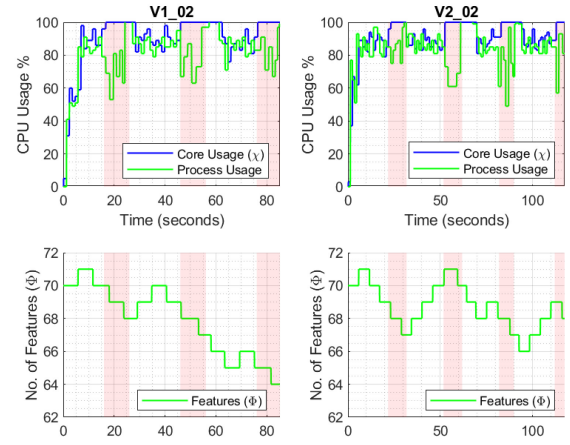 V1_02
V2_02
100
80
60
40
20
0
CPU Usage %
0 20 40 60 80
Time (seconds)
Core Usage (χ)
Process Usage
100
80
60
40
20
0
CPU Usage %
0 50 100
Time (seconds)
Core Usage (χ)
Process Usage
72
70
68
66
64
62
No. of Features (Φ)
0 20 40 60 80
Features (Φ)
72
70
68
66
64
62
No. of Features (Φ)
0 50 100
Features (Φ)